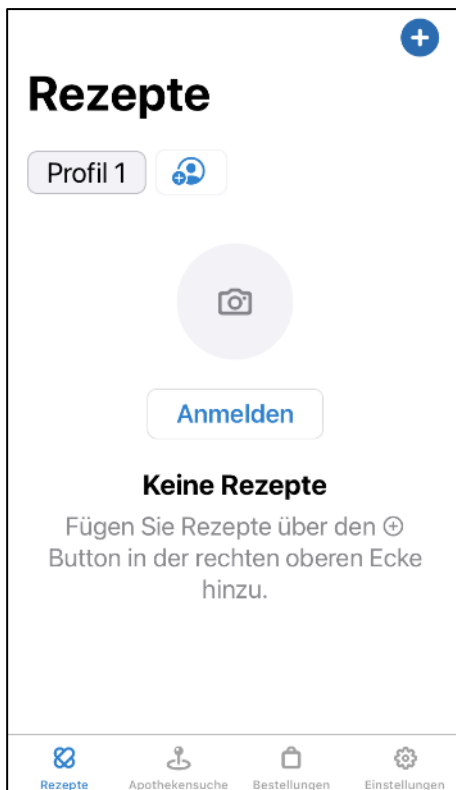 Rezepte
Profil 1
Anmelden
Keine Rezepte
Fügen Sie Rezepte über den ⊕
Button in der rechten oberen Ecke
hinzu.
Rezepte Apothekensuche Bestellungen Einstellungen